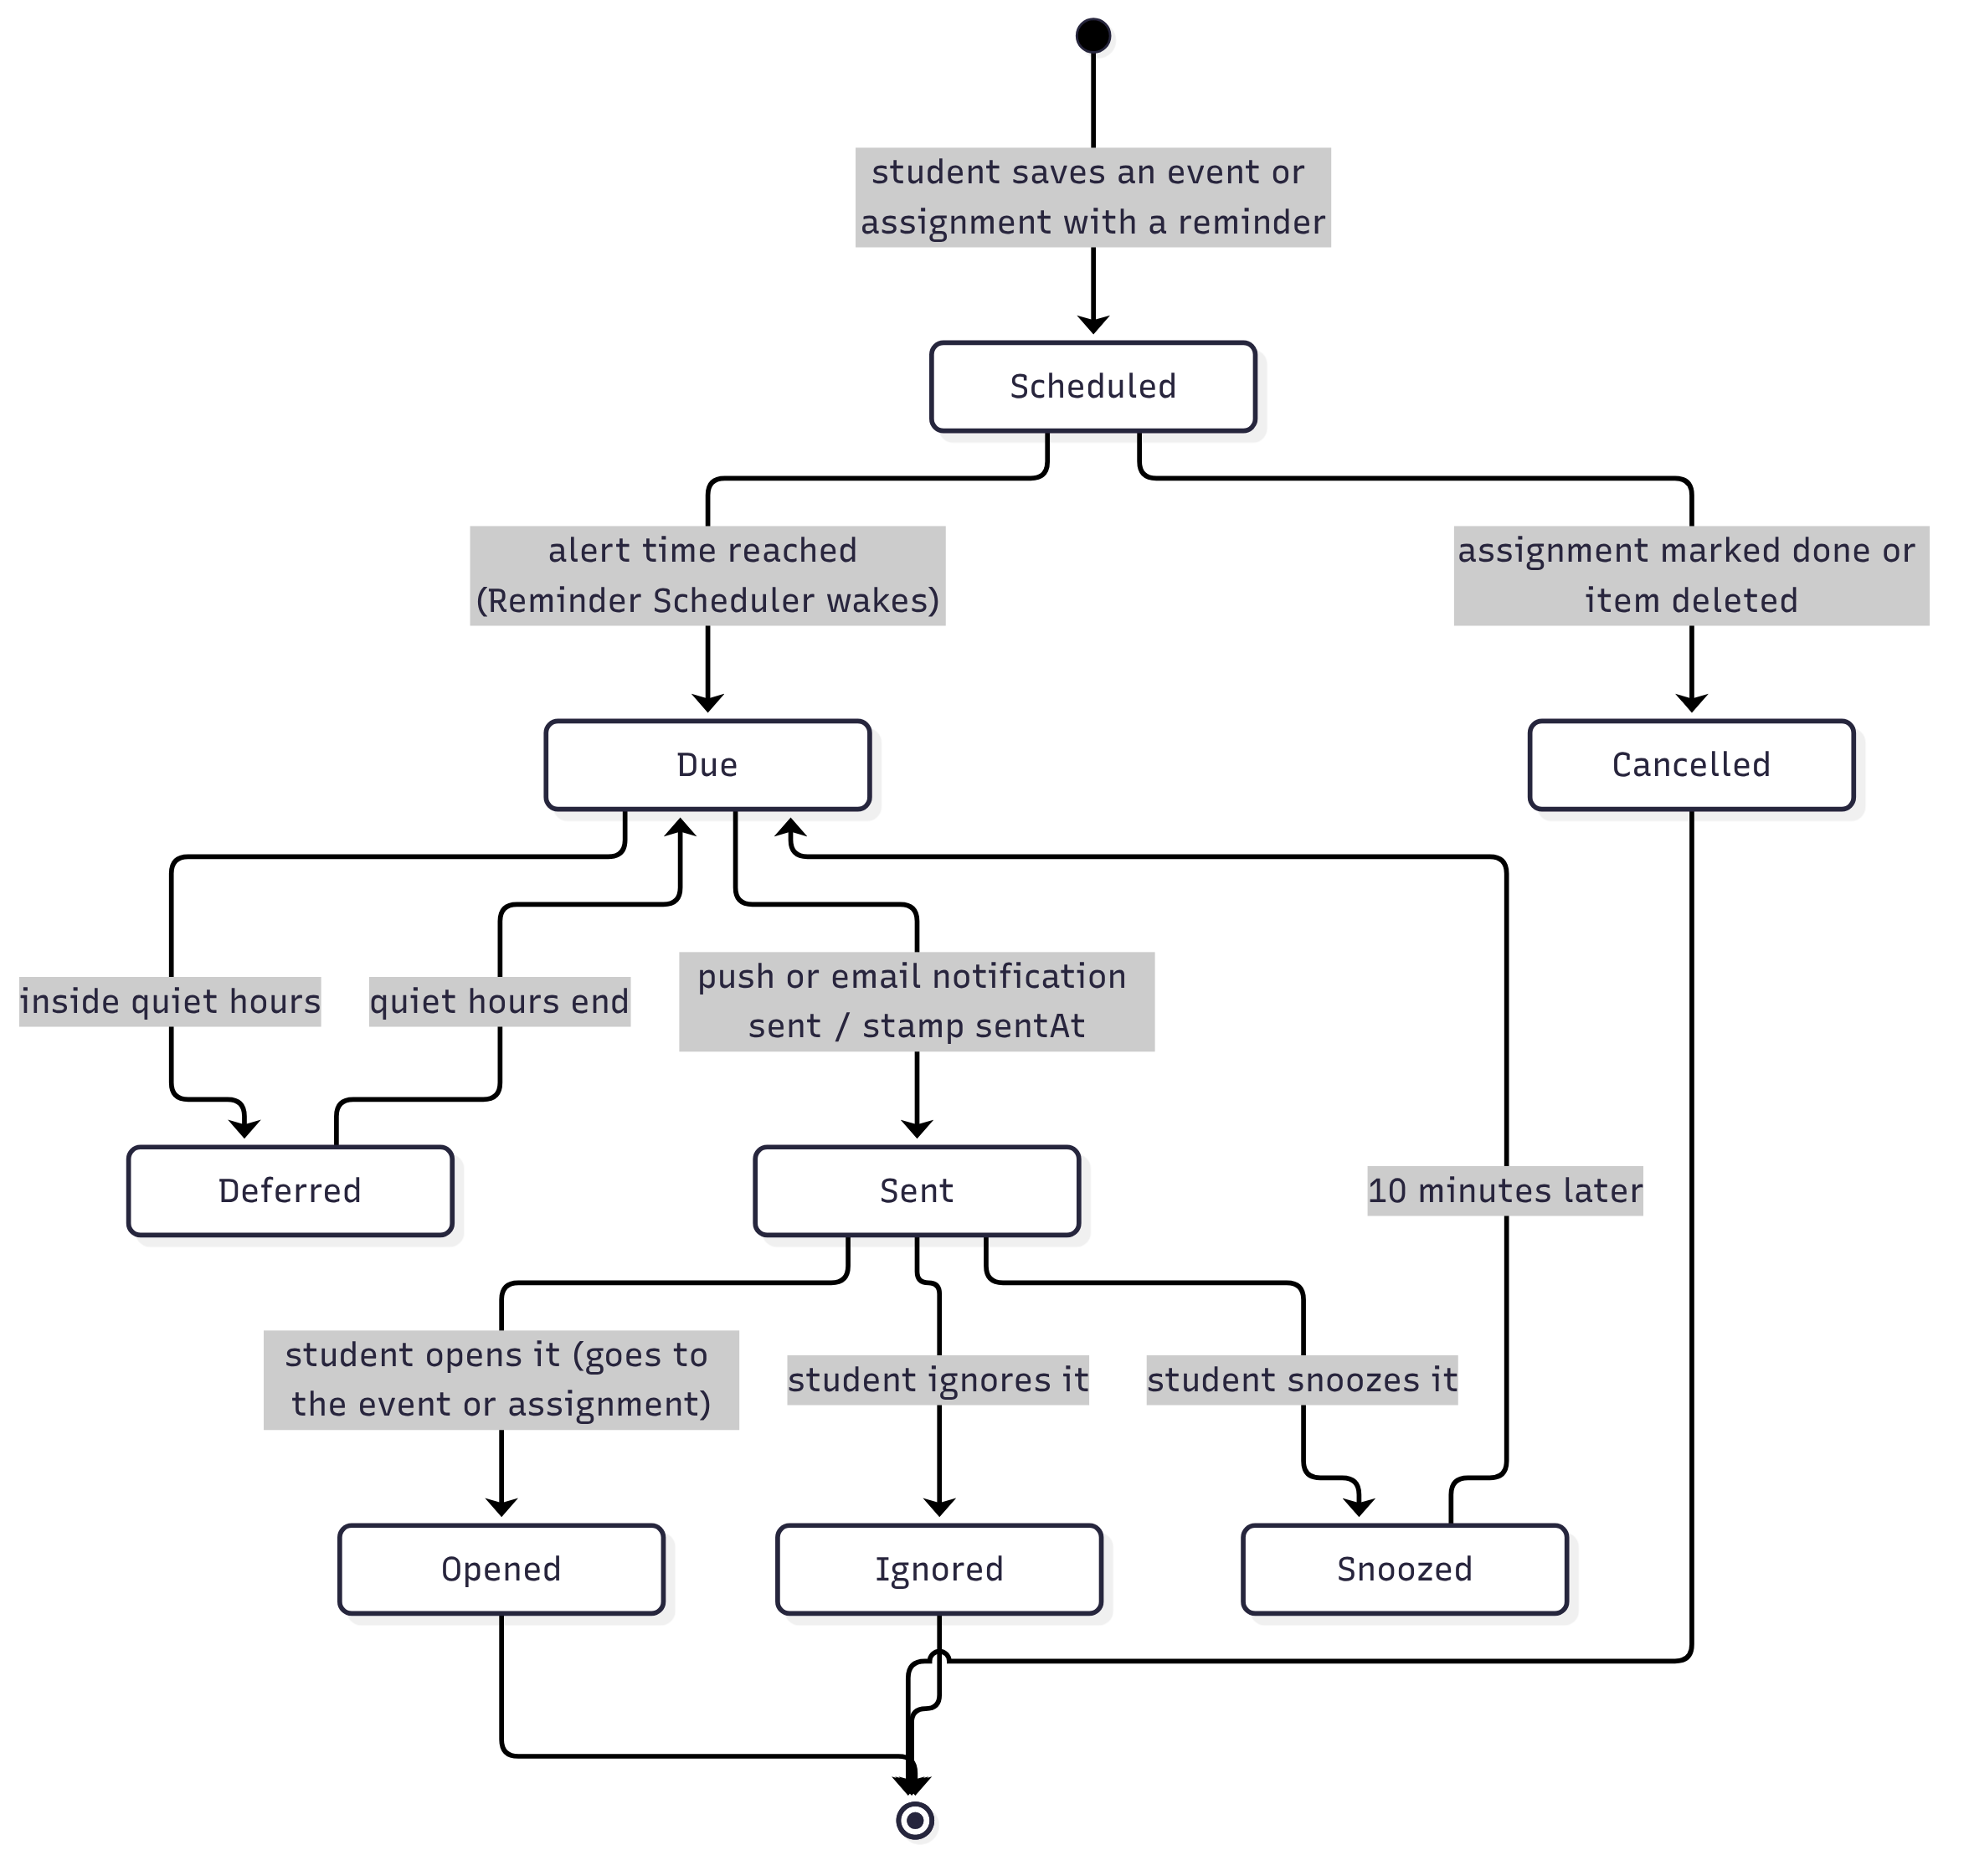 student saves an event or
assignment with a reminder
Scheduled
alert time reached
(Reminder Scheduler wakes)
assignment marked done or
item deleted
Due
Cancelled
inside quiet hours
quiet hours end
push or email notification
sent / stamp sentAt
Deferred
Sent
10 minutes later
student opens it (goes to
the event or assignment)
student ignores it
student snoozes it
Opened
Ignored
Snoozed